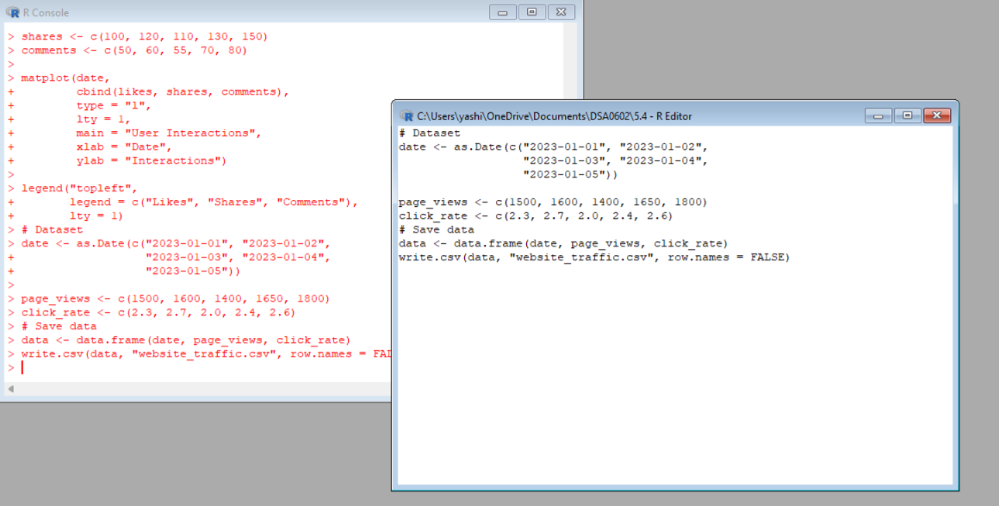 R Console
> shares <- c(100, 120, 110, 130, 150)
> comments <- c(50, 60, 55, 70, 80)
>
> matplot(date,
+         cbind(likes, shares, comments),
+         type = "l",
+         lty = 1,
+         main = "User Interactions",
+         xlab = "Date",
+         ylab = "Interactions")
>
> legend("topleft",
+        legend = c("Likes", "Shares", "Comments"),
+        lty = 1)
> # Dataset
> date <- as.Date(c("2023-01-01", "2023-01-02",
+                   "2023-01-03", "2023-01-04",
+                   "2023-01-05"))
>
> page_views <- c(1500, 1600, 1400, 1650, 1800)
> click_rate <- c(2.3, 2.7, 2.0, 2.4, 2.6)
> # Save data
> data <- data.frame(date, page_views, click_rate)
> write.csv(data, "website_traffic.csv", row.names = FAL
>
C:\Users\yashi\OneDrive\Documents\DSA0602\5.4 - R Editor
# Dataset
date <- as.Date(c("2023-01-01", "2023-01-02",
                  "2023-01-03", "2023-01-04",
                  "2023-01-05"))
page_views <- c(1500, 1600, 1400, 1650, 1800)
click_rate <- c(2.3, 2.7, 2.0, 2.4, 2.6)
# Save data
data <- data.frame(date, page_views, click_rate)
write.csv(data, "website_traffic.csv", row.names = FALSE)